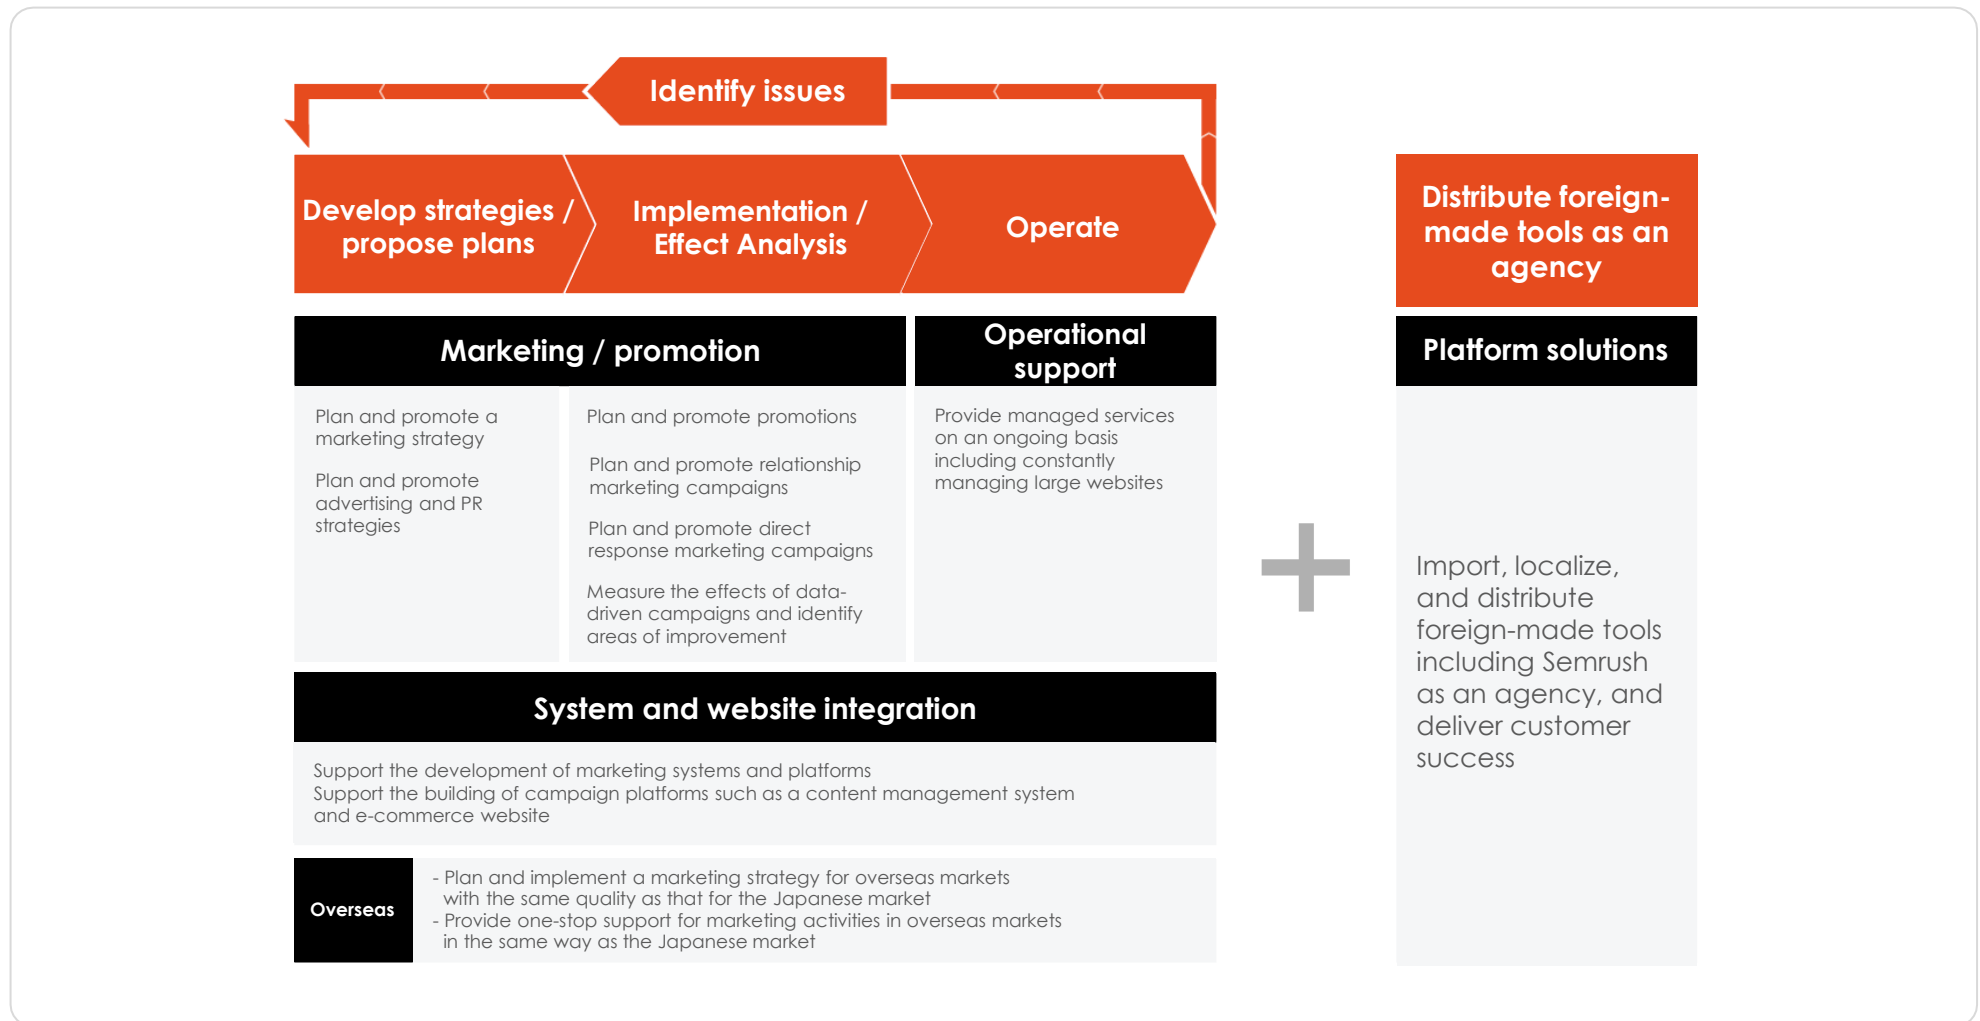 Identify issues
Develop strategies /
propose plans
Implementation /
Effect Analysis
Operate
Distribute foreign-
made tools as an
agency
Marketing / promotion
Operational
support
Platform solutions
Plan and promote a
marketing strategy
Plan and promote
advertising and PR
strategies
Plan and promote promotions
Plan and promote relationship
marketing campaigns
Plan and promote direct
response marketing campaigns
Measure the effects of data-
driven campaigns and identify
areas of improvement
Provide managed services
on an ongoing basis
including constantly
managing large websites
Import, localize,
and distribute
foreign-made tools
including Semrush
as an agency, and
deliver customer
success
System and website integration
Support the development of marketing systems and platforms
Support the building of campaign platforms such as a content management system
and e-commerce website
Overseas
- Plan and implement a marketing strategy for overseas markets
with the same quality as that for the Japanese market
- Provide one-stop support for marketing activities in overseas markets
in the same way as the Japanese market